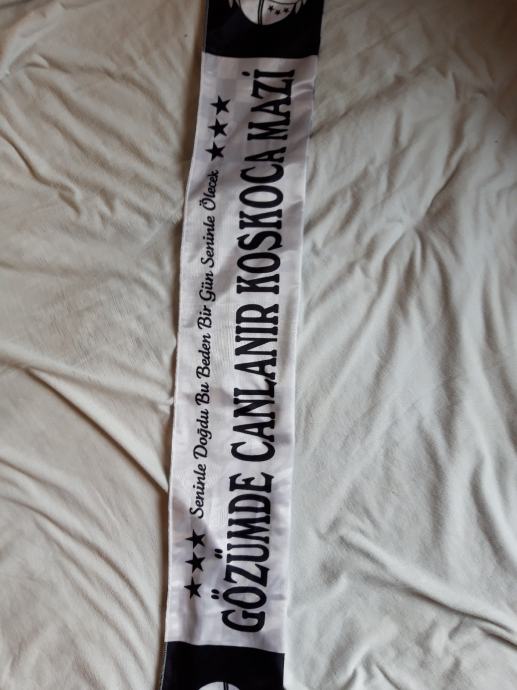 Seninle Doğdu Bu Beden Bir Gün Seninle Ölecek
GÖZÜMDE CANLANIR KOSKOCA MAZİ